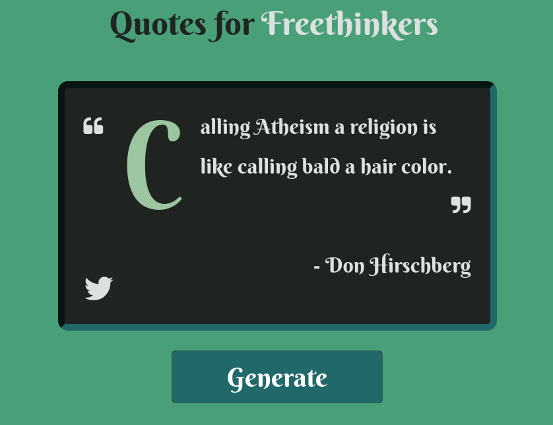 Quotes for Freethinkers
“
Calling Atheism a religion is
like calling bald a hair color.
”
- Don Hirschberg
Generate